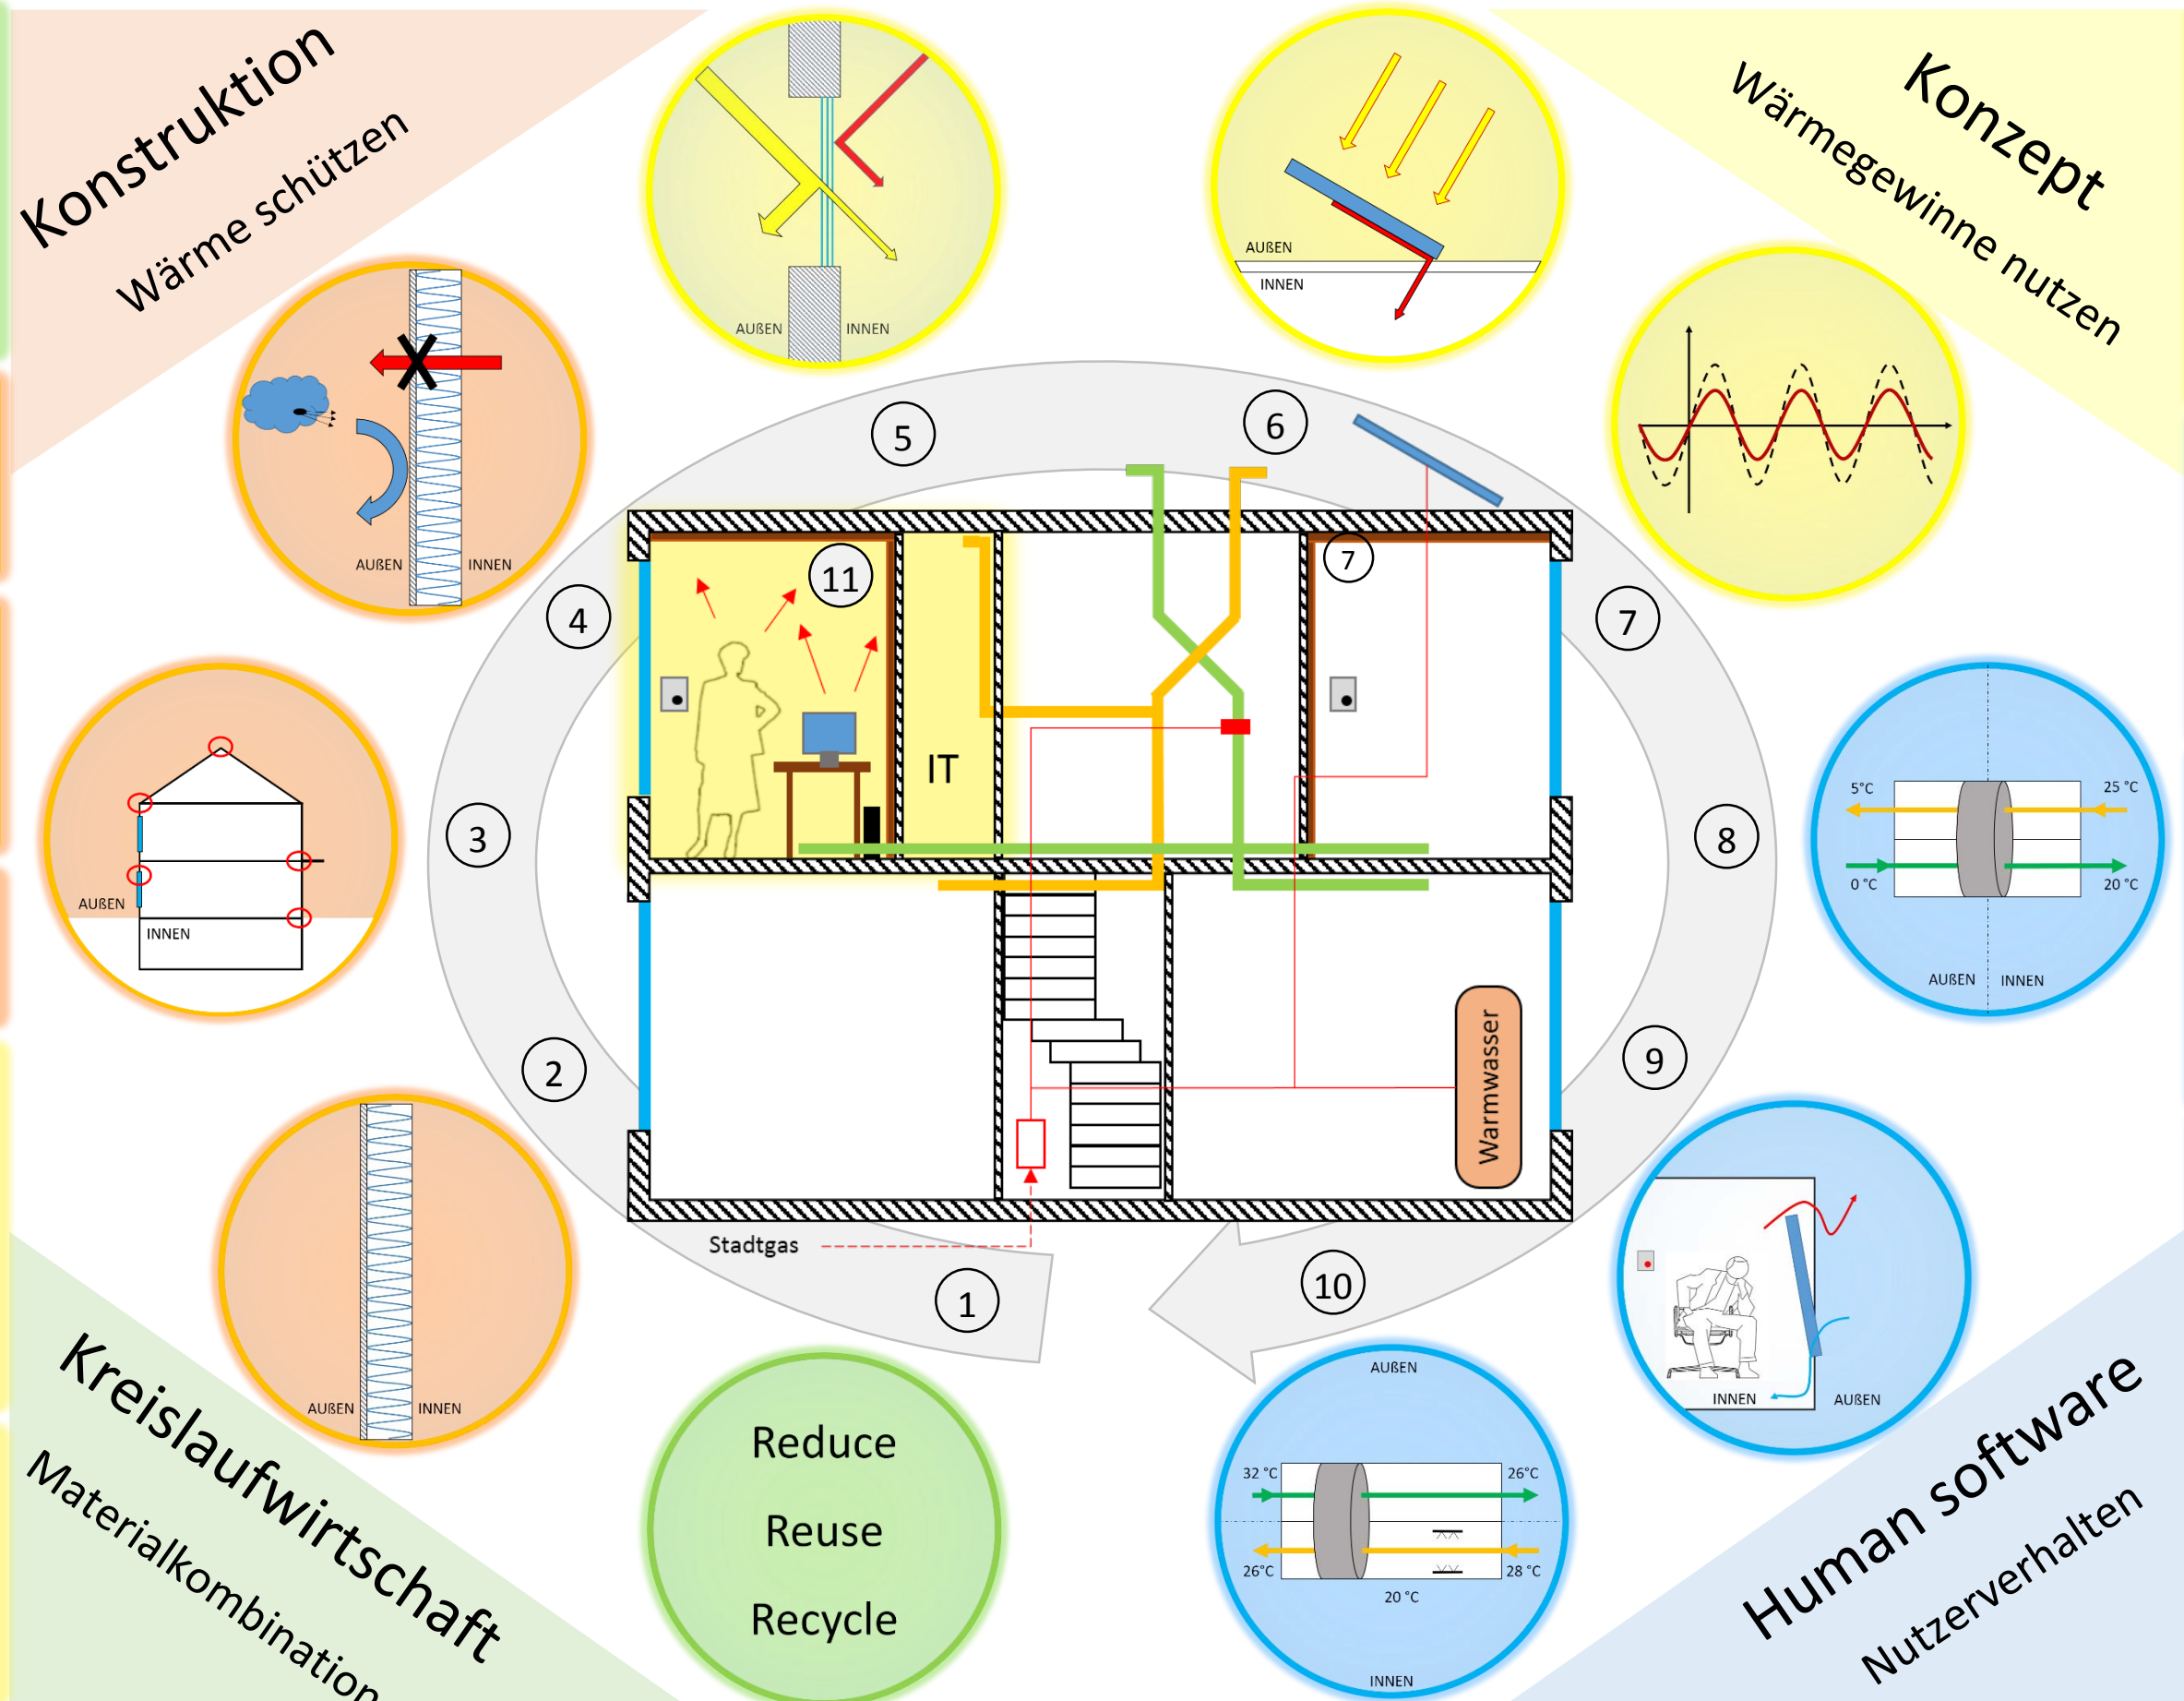 Konstruktion
Wärme schützen
Konzept
Wärmegewinne nutzen
AUßEN
INNEN
AUßEN
INNEN
AUßEN
INNEN
5
6
4
11
7
7
IT
3
8
5°C
25 °C
0 °C
20 °C
AUßEN
INNEN
AUßEN
INNEN
2
9
Warmwasser
Stadtgas
1
10
AUßEN
INNEN
INNEN
AUßEN
Kreislaufwirtschaft
Materialkombination
Reduce
Reuse
Recycle
AUßEN
32 °C
26°C
26°C
28 °C
20 °C
INNEN
Human software
Nutzerverhalten